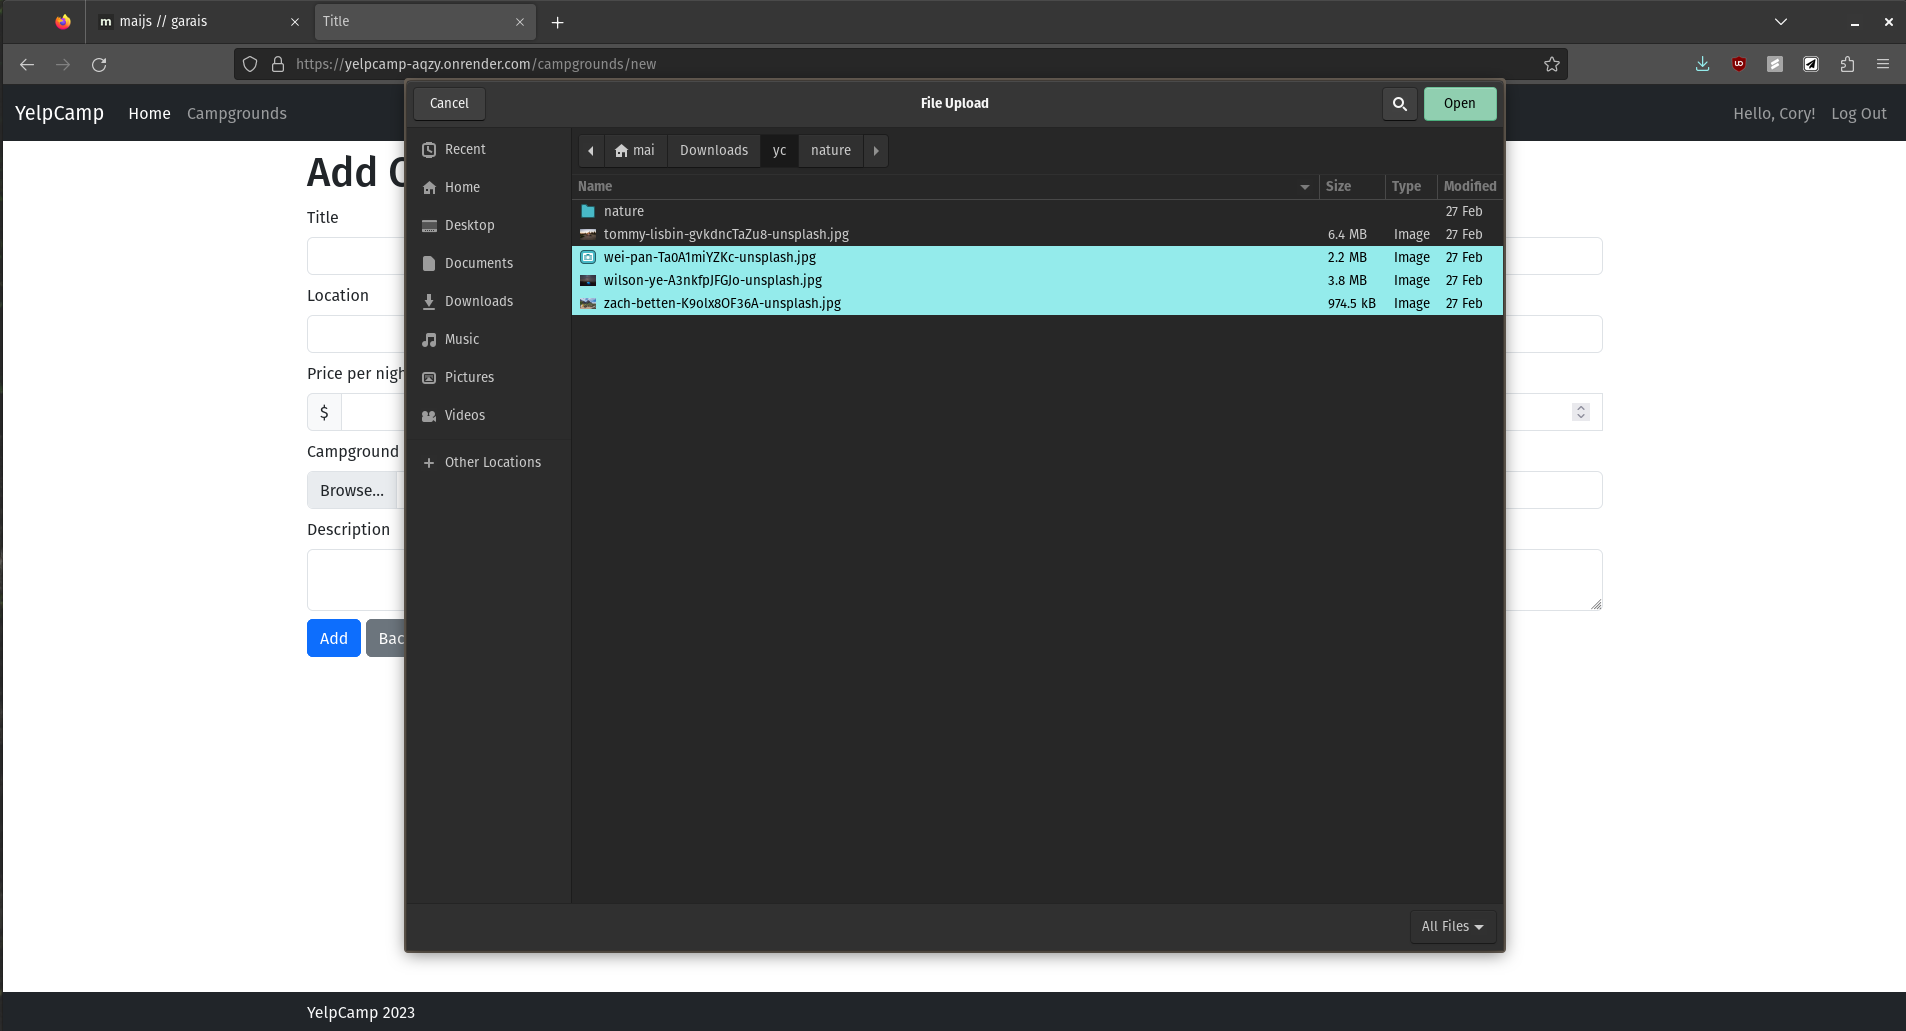 m maijs // garais
Title
https://yelpcamp-aqzy.onrender.com/campgrounds/new
YelpCamp Home Campgrounds
Hello, Cory! Log Out
Cancel File Upload Open
Add C
Title
Location
Price per nigh
$
Campground
Browse...
Description
Add Bac
Recent
Home
Desktop
Documents
Downloads
Music
Pictures
Videos
Other Locations
mai Downloads yc nature
Name Size Type Modified
nature 27 Feb
tommy-lisbin-gvkdncTaZu8-unsplash.jpg 6.4 MB Image 27 Feb
wei-pan-Ta0A1miYZKc-unsplash.jpg 2.2 MB Image 27 Feb
wilson-ye-A3nkfpJFGJo-unsplash.jpg 3.8 MB Image 27 Feb
zach-betten-K9olx8OF36A-unsplash.jpg 974.5 kB Image 27 Feb
All Files
YelpCamp 2023